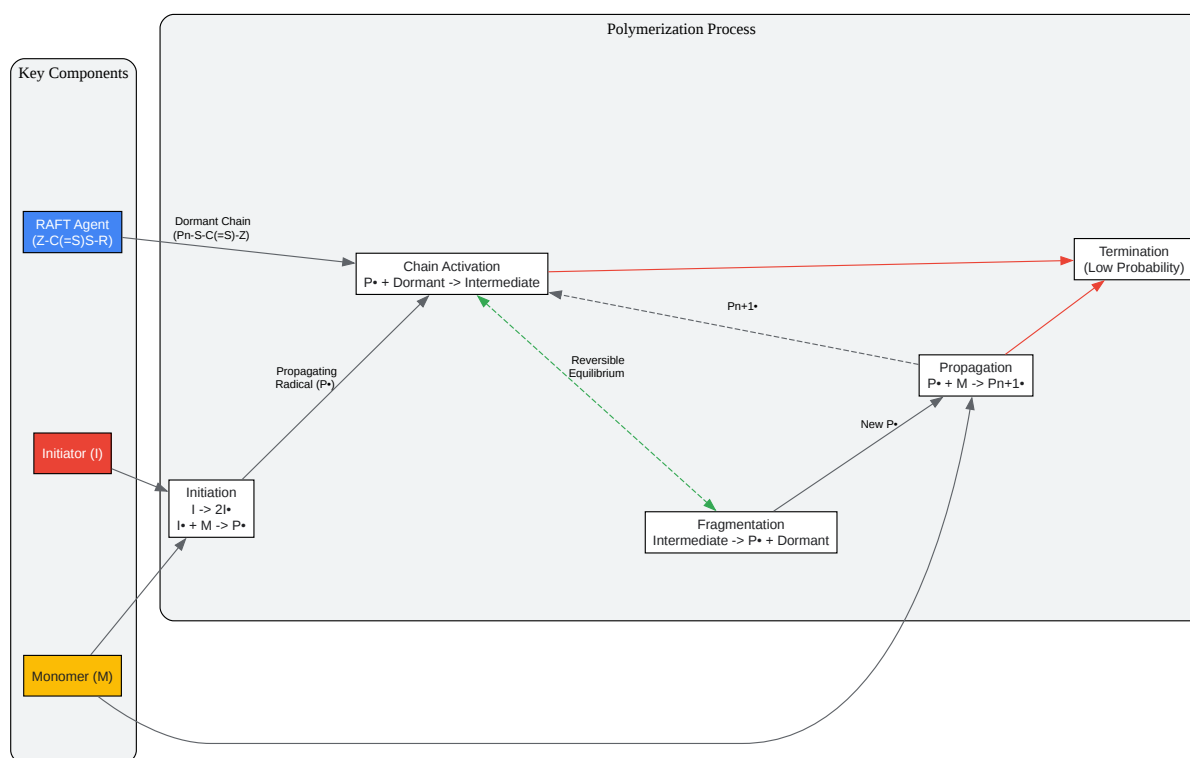 Polymerization Process
Key Components
RAFT Agent
(Z-C(=S)S-R)
Dormant Chain
(Pn-S-C(=S)-Z)
Chain Activation
P• + Dormant -> Intermediate
Termination
(Low Probability)
Pn+1•
Propagating
Radical (P•)
Reversible
Equilibrium
Propagation
P• + M -> Pn+1•
Initiator (I)
New P•
Initiation
I -> 2I•
I• + M -> P•
Fragmentation
Intermediate -> P• + Dormant
Monomer (M)